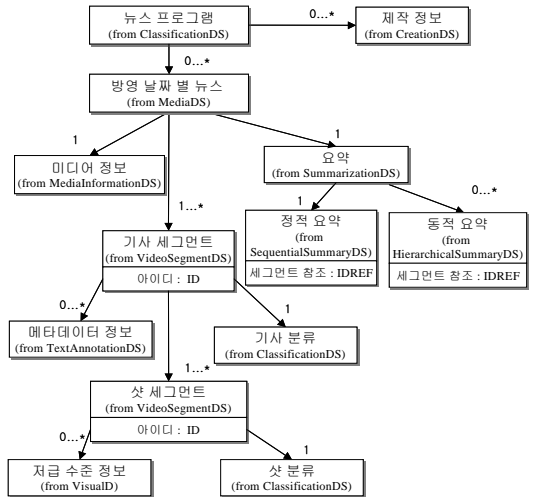 뉴스 프로그램
(from ClassificationDS)
0...*
제작 정보
(from CreationDS)
0...*
방영 날짜 별 뉴스
(from MediaDS)
1
1
미디어 정보
(from MediaInformationDS)
요약
(from SummarizationDS)
1...*
1
0...*
정적 요약
(from
SequentialSummaryDS)
세그먼트 참조 : IDREF
동적 요약
(from
HierarchicalSummaryDS)
세그먼트 참조 : IDREF
기사 세그먼트
(from VideoSegmentDS)
아이디 : ID
0...*
1
메타데이터 정보
(from TextAnnotationDS)
기사 분류
(from ClassificationDS)
1...*
샷 세그먼트
(from VideoSegmentDS)
아이디 : ID
0...*
1
저급 수준 정보
(from VisualD)
샷 분류
(from ClassificationDS)